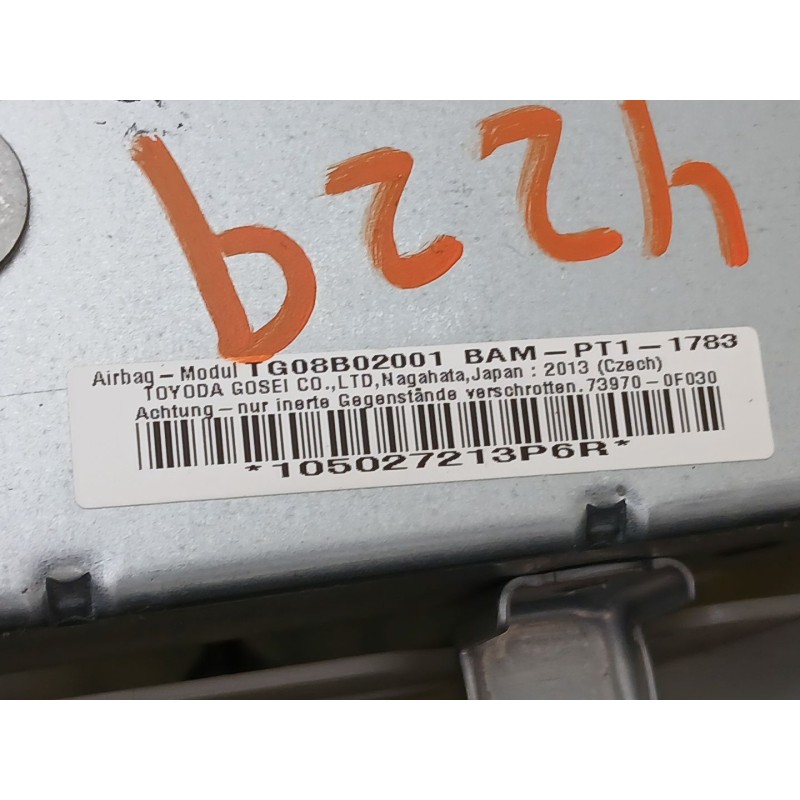 b224
Airbag - Modul TG08B02001 BAM - PT1 - 1783
TOYODA GOSEI CO.,LTD,Nagahata,Japan : 2013 (Czech)
Achtung - nur inerte Gegenstände verschrotten.73970 - 0F030
*105027213P6R*